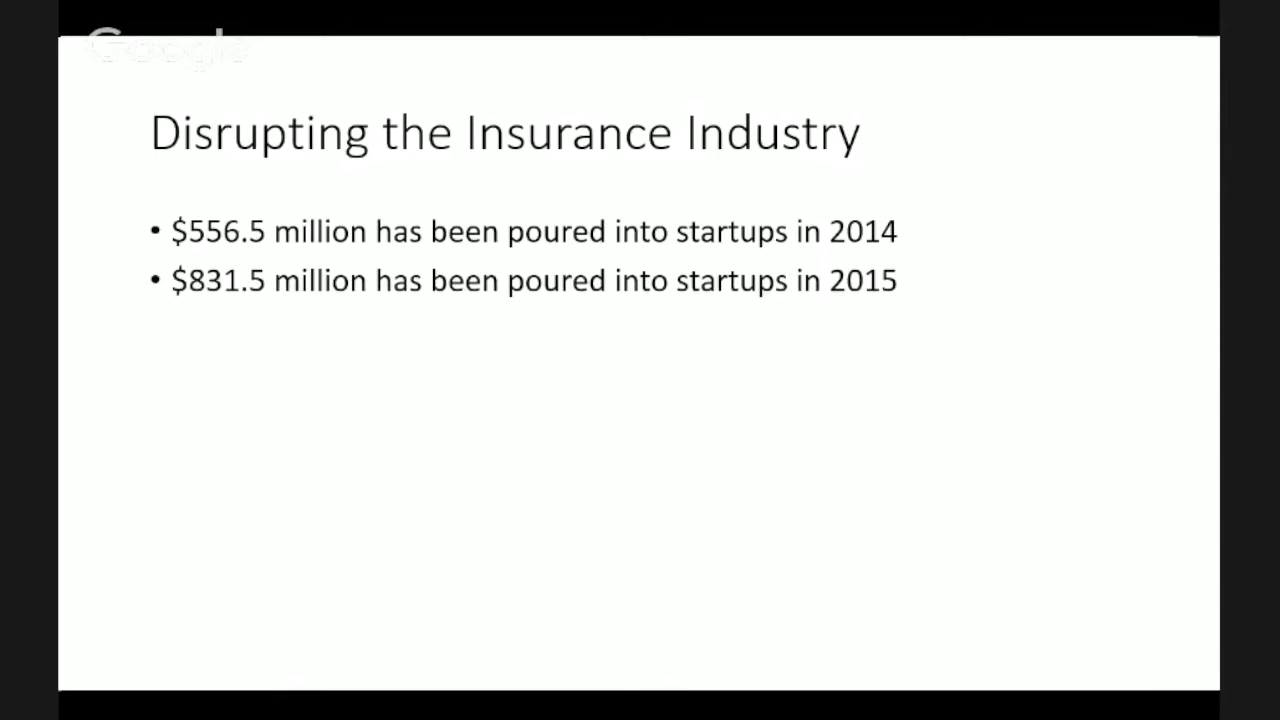 Google
Disrupting the Insurance Industry
• $556.5 million has been poured into startups in 2014
• $831.5 million has been poured into startups in 2015